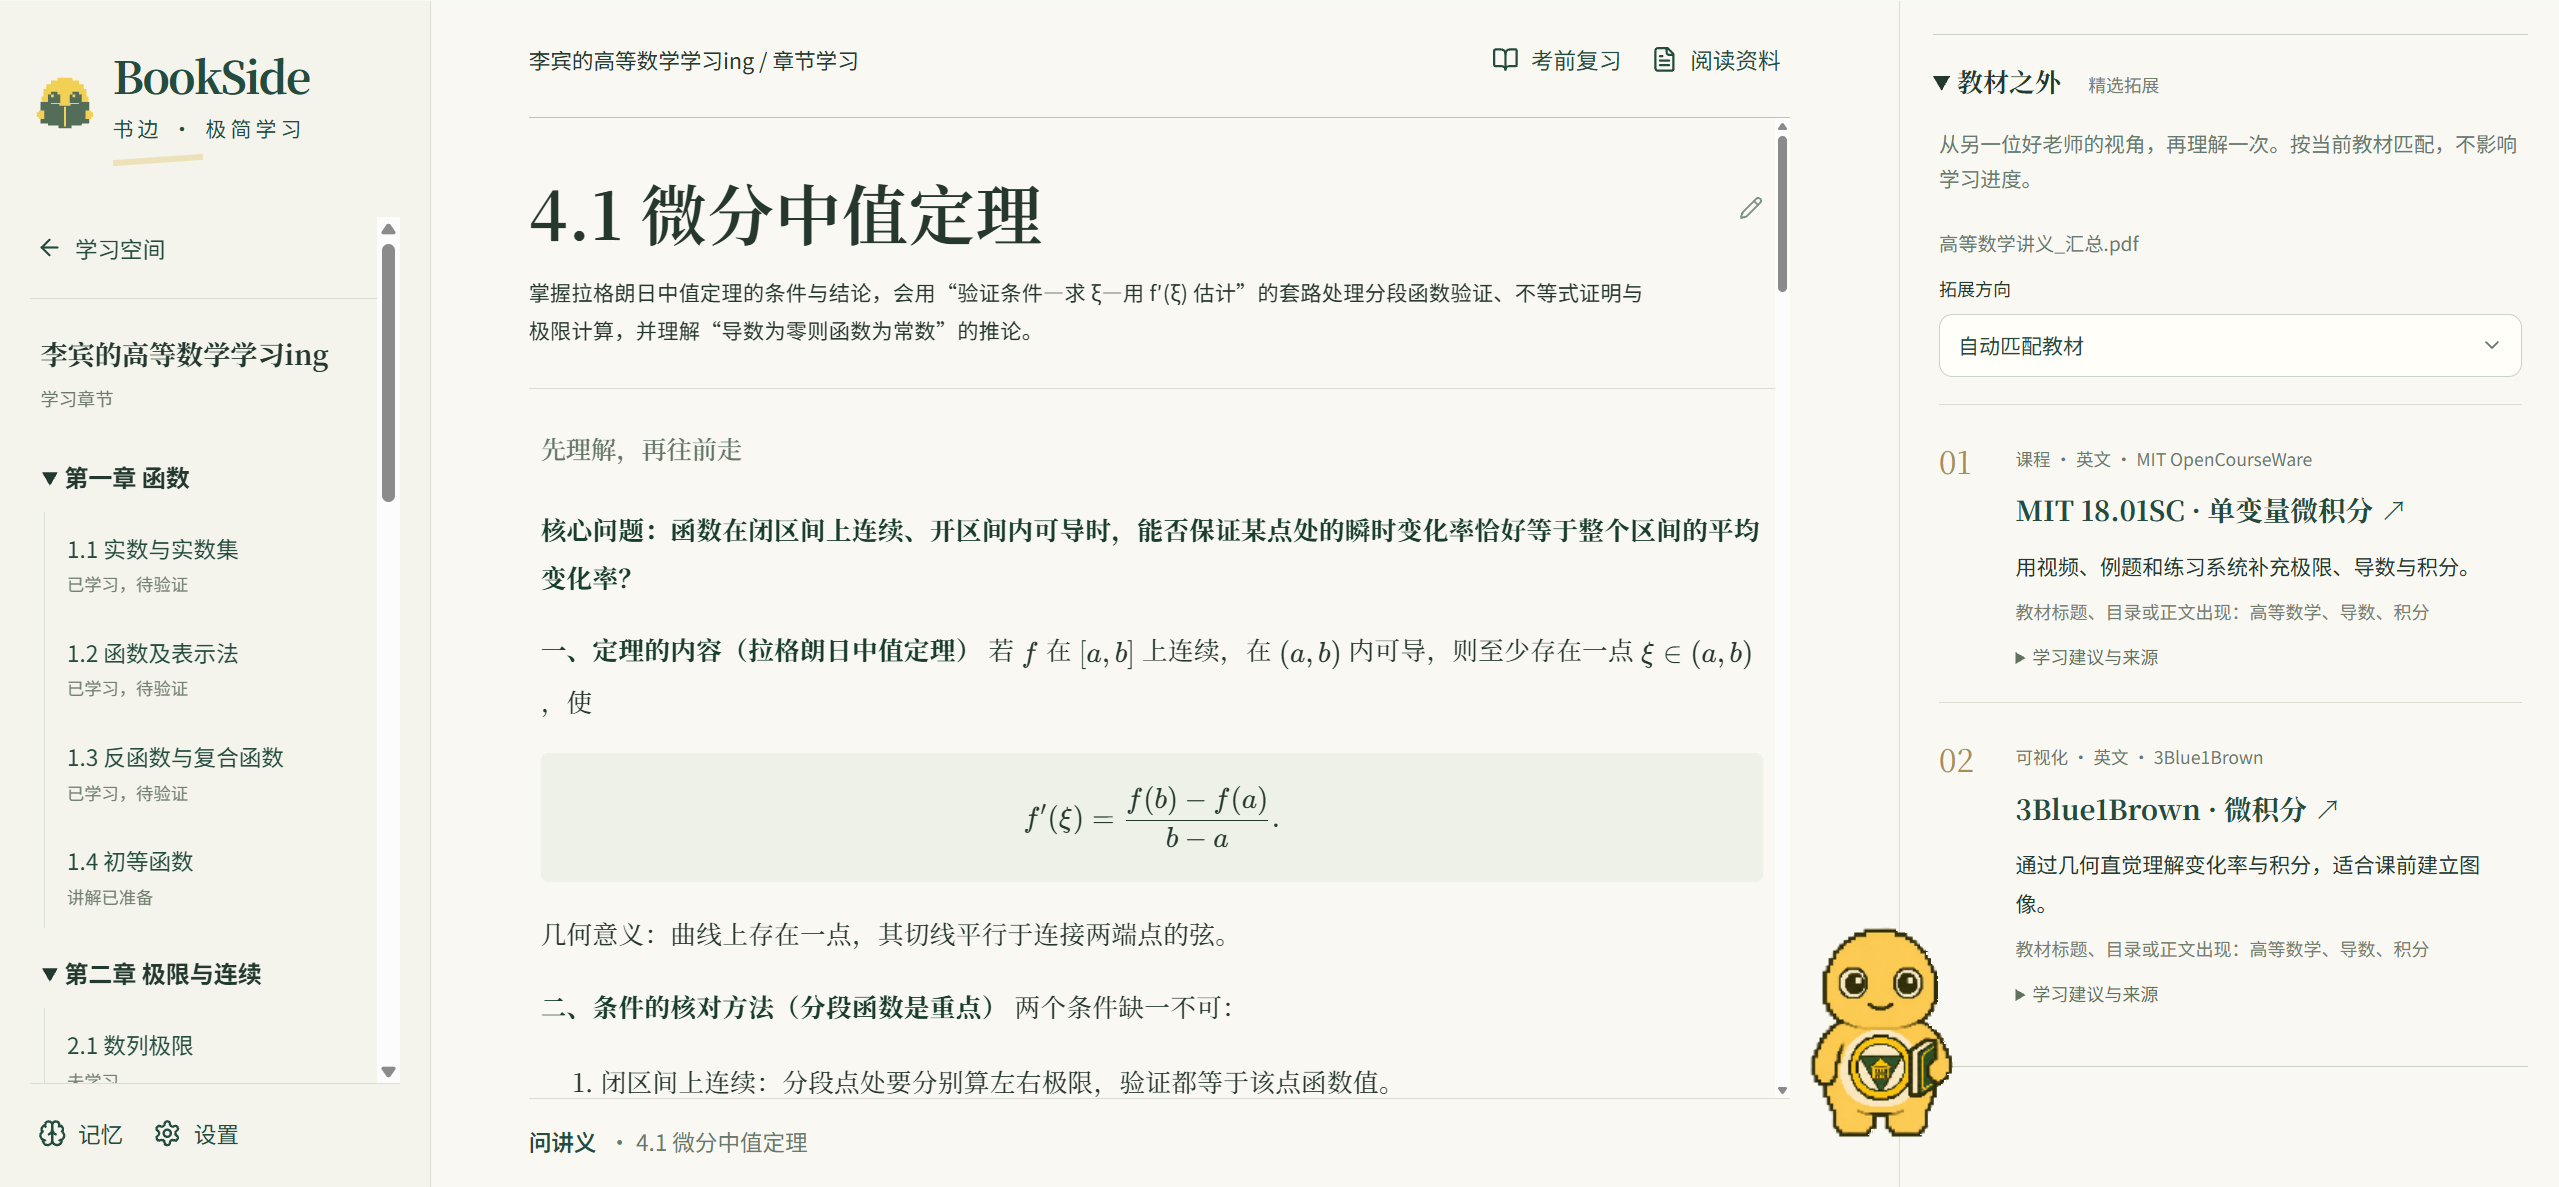 BookSide
书边 · 极简学习
学习空间
李宾的高等数学学习ing
学习章节
第一章 函数
1.1 实数与实数集
已学习，待验证
1.2 函数及表示法
已学习，待验证
1.3 反函数与复合函数
已学习，待验证
1.4 初等函数
讲解已准备
第二章 极限与连续
2.1 数列极限
未学习
记忆
设置
李宾的高等数学学习ing / 章节学习
考前复习
阅读资料
4.1 微分中值定理
掌握拉格朗日中值定理的条件与结论，会用“验证条件—求 ξ—用 f′(ξ) 估计”的套路处理分段函数验证、不等式证明与
极限计算，并理解“导数为零则函数为常数”的推论。
先理解，再往前走
核心问题：函数在闭区间上连续、开区间内可导时，能否保证某点处的瞬时变化率恰好等于整个区间的平均
变化率？
一、定理的内容（拉格朗日中值定理） 若 f 在 [a, b] 上连续，在 (a, b) 内可导，则至少存在一点 ξ ∈ (a, b)
，使
f′(ξ) = (f(b) − f(a)) / (b − a).
几何意义：曲线上存在一点，其切线平行于连接两端点的弦。
二、条件的核对方法（分段函数是重点） 两个条件缺一不可：
1. 闭区间上连续：分段点处要分别算左右极限，验证都等于该点函数值。
问讲义 · 4.1 微分中值定理
教材之外 精选拓展
从另一位好老师的视角，再理解一次。按当前教材匹配，不影响
学习进度。
高等数学讲义_汇总.pdf
拓展方向
自动匹配教材
01
课程 · 英文 · MIT OpenCourseWare
MIT 18.01SC · 单变量微积分 ↗
用视频、例题和练习系统补充极限、导数与积分。
教材标题、目录或正文出现：高等数学、导数、积分
学习建议与来源
02
可视化 · 英文 · 3Blue1Brown
3Blue1Brown · 微积分 ↗
通过几何直觉理解变化率与积分，适合课前建立图
像。
教材标题、目录或正文出现：高等数学、导数、积分
学习建议与来源